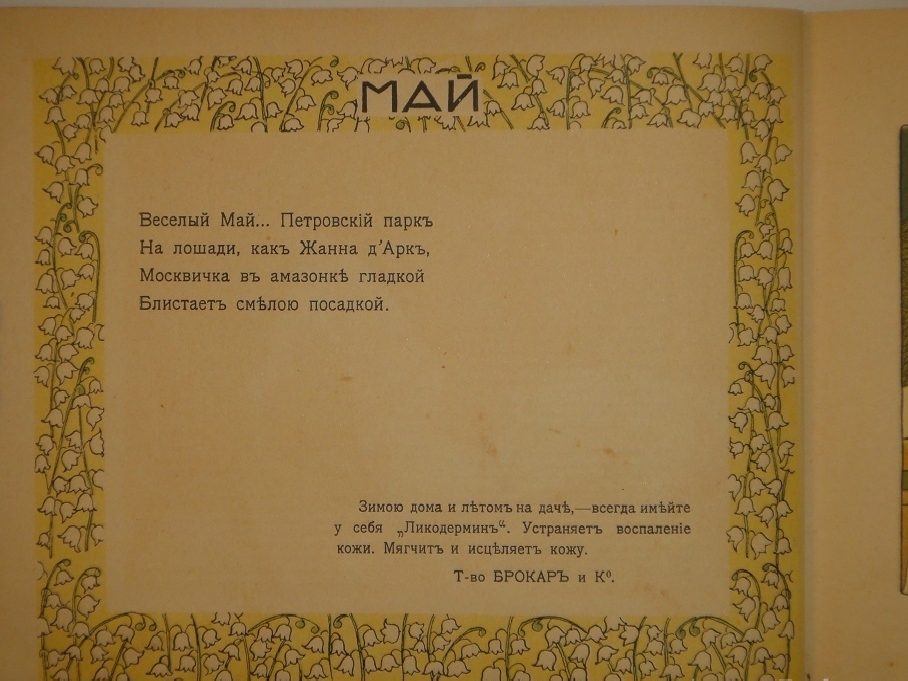 МАЙ
Веселый Май... Петровскій паркъ
На лошади, какъ Жанна д'Аркъ,
Москвичка въ амазонкѣ гладкой
Блистаетъ смѣлою посадкой.
Зимою дома и лѣтомъ на дачѣ,—всегда имѣйте
у себя „Ликодерминъ“. Устраняетъ воспаленіе
кожи. Мягчитъ и исцѣляетъ кожу.
Т-во БРОКАРЪ и К⁰.